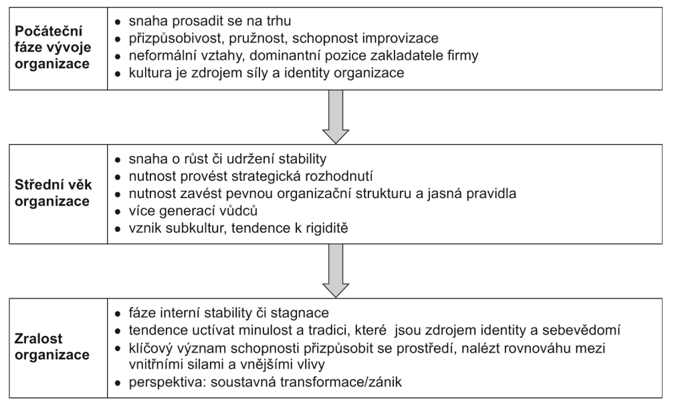 Počáteční
fáze vývoje
organizace
• snaha prosadit se na trhu
• přizpůsobivost, pružnost, schopnost improvizace
• neformální vztahy, dominantní pozice zakladatele firmy
• kultura je zdrojem síly a identity organizace
Střední věk
organizace
• snaha o růst či udržení stability
• nutnost provést strategická rozhodnutí
• nutnost zavést pevnou organizační strukturu a jasná pravidla
• více generací vůdců
• vznik subkultur, tendence k rigiditě
Zralost
organizace
• fáze interní stability či stagnace
• tendence uctívat minulost a tradici, které jsou zdrojem identity a sebevědomí
• klíčový význam schopnosti přizpůsobit se prostředí, nalézt rovnováhu mezi
vnitřními silami a vnějšími vlivy
• perspektiva: soustavná transformace/zánik